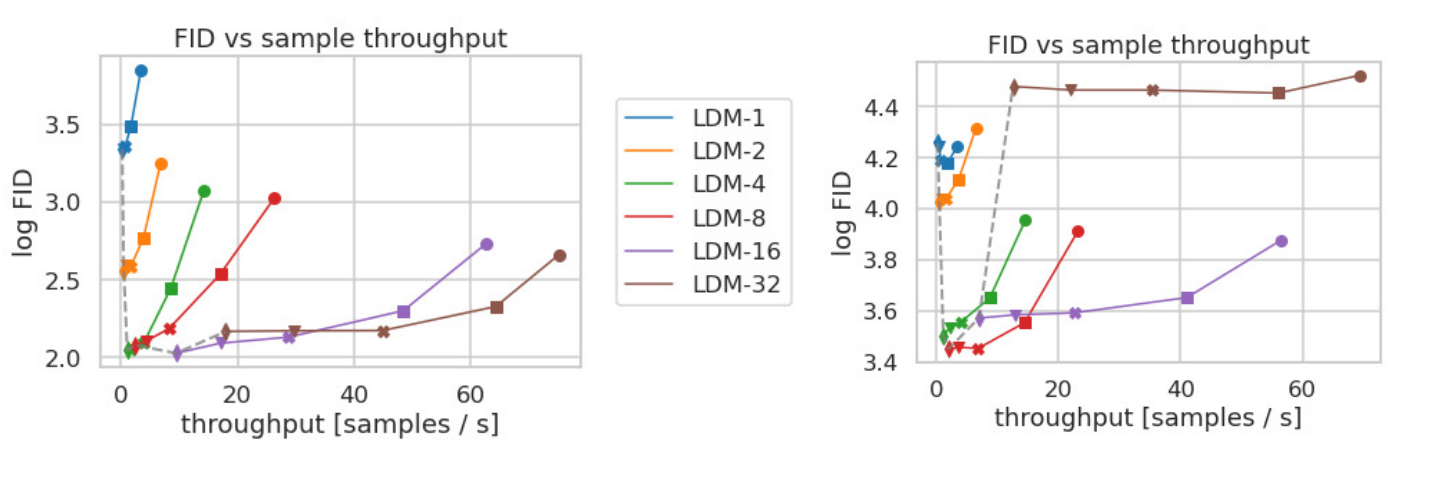 FID vs sample throughput
log FID
3.5
3.0
2.5
2.0
0 20 40 60
throughput [samples / s]
LDM-1
LDM-2
LDM-4
LDM-8
LDM-16
LDM-32
FID vs sample throughput
log FID
4.4
4.2
4.0
3.8
3.6
3.4
0 20 40 60
throughput [samples / s]